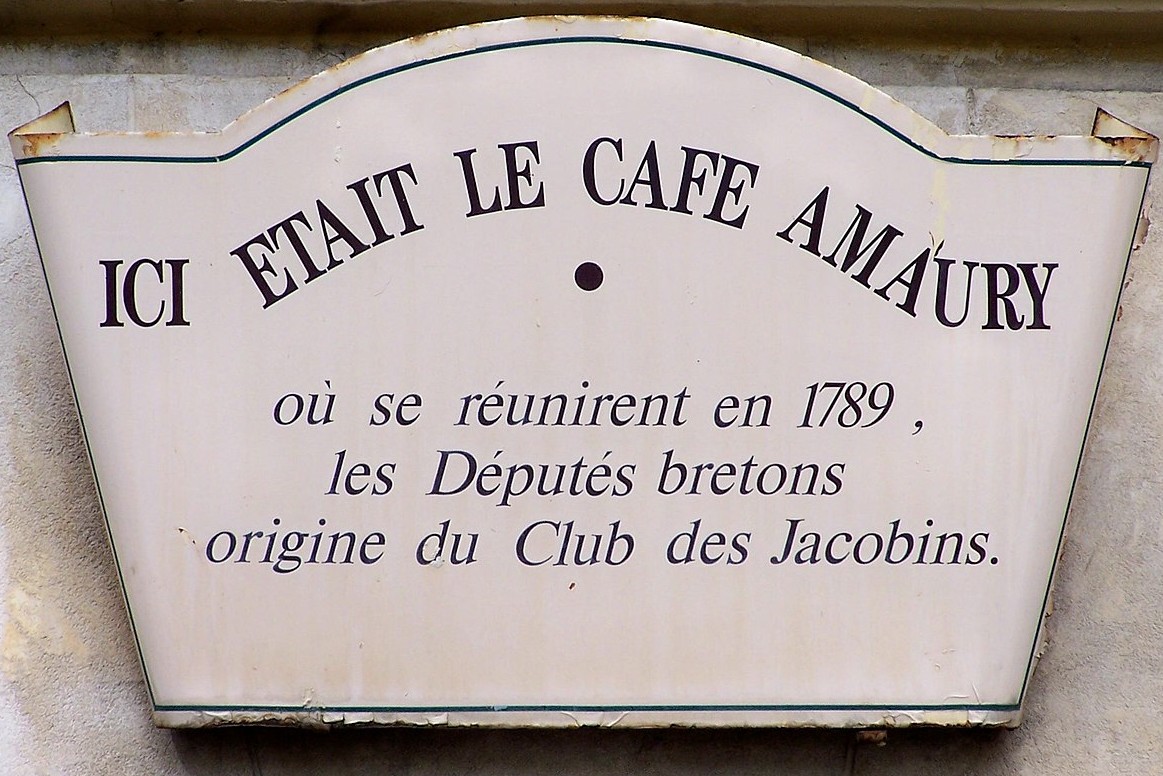 ICI ETAIT LE CAFE AMAURY
où se réunirent en 1789 ,
les Députés bretons
origine du Club des Jacobins.